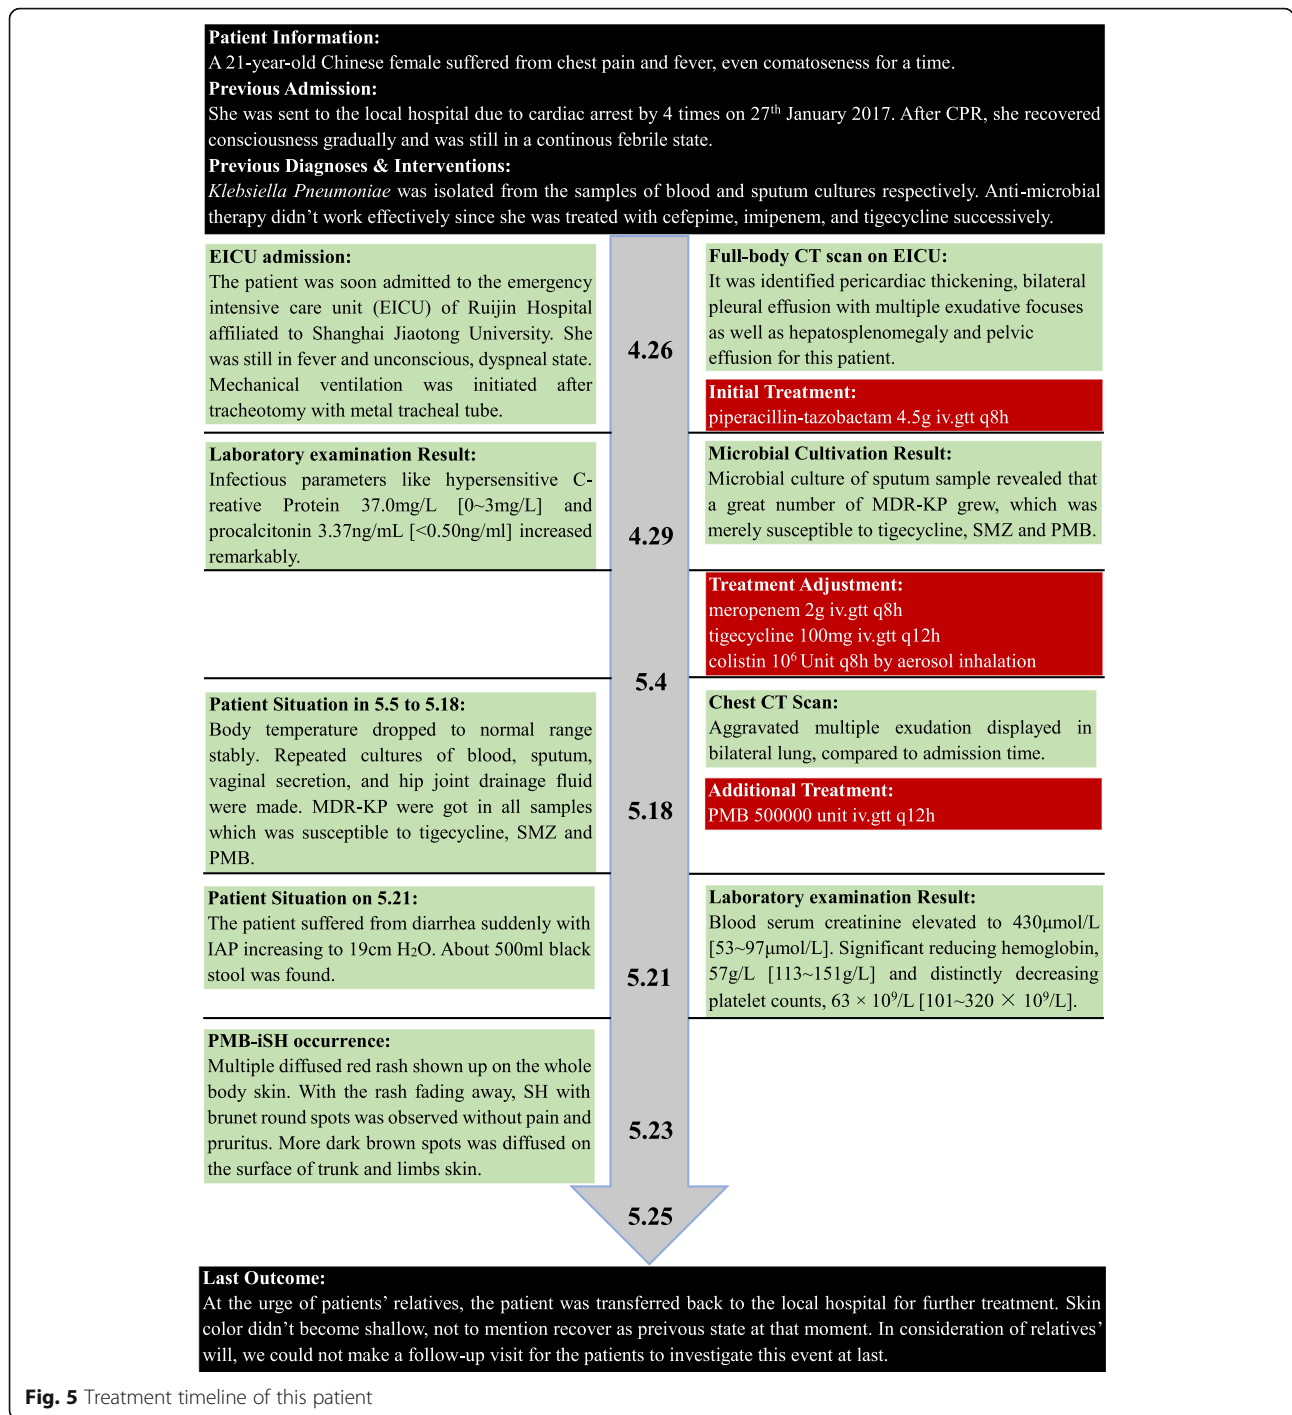 Patient Information:
A 21-year-old Chinese female suffered from chest pain and fever, even comatoseness for a time.
Previous Admission:
She was sent to the local hospital due to cardiac arrest by 4 times on 27th January 2017. After CPR, she recovered
consciousness gradually and was still in a continous febrile state.
Previous Diagnoses & Interventions:
Klebsiella Pneumoniae was isolated from the samples of blood and sputum cultures respectively. Anti-microbial
therapy didn't work effectively since she was treated with cefepime, imipenem, and tigecycline successively.
EICU admission:
The patient was soon admitted to the emergency
intensive care unit (EICU) of Ruijin Hospital
affiliated to Shanghai Jiaotong University. She
was still in fever and unconscious, dyspneal state.
Mechanical ventilation was initiated after
tracheotomy with metal tracheal tube.
4.26
Full-body CT scan on EICU:
It was identified pericardiac thickening, bilateral
pleural effusion with multiple exudative focuses
as well as hepatosplenomegaly and pelvic
effusion for this patient.
Initial Treatment:
piperacillin-tazobactam 4.5g iv.gtt q8h
Laboratory examination Result:
Infectious parameters like hypersensitive C-
reative Protein 37.0mg/L [0~3mg/L] and
procalcitonin 3.37ng/mL [<0.50ng/ml] increased
remarkably.
4.29
Microbial Cultivation Result:
Microbial culture of sputum sample revealed that
a great number of MDR-KP grew, which was
merely susceptible to tigecycline, SMZ and PMB.
Treatment Adjustment:
meropenem 2g iv.gtt q8h
tigecycline 100mg iv.gtt q12h
colistin 10⁶ Unit q8h by aerosol inhalation
5.4
Patient Situation in 5.5 to 5.18:
Body temperature dropped to normal range
stably. Repeated cultures of blood, sputum,
vaginal secretion, and hip joint drainage fluid
were made. MDR-KP were got in all samples
which was susceptible to tigecycline, SMZ and
PMB.
5.18
Chest CT Scan:
Aggravated multiple exudation displayed in
bilateral lung, compared to admission time.
Additional Treatment:
PMB 500000 unit iv.gtt q12h
Patient Situation on 5.21:
The patient suffered from diarrhea suddenly with
IAP increasing to 19cm H₂O. About 500ml black
stool was found.
5.21
Laboratory examination Result:
Blood serum creatinine elevated to 430μmol/L
[53~97μmol/L]. Significant reducing hemoglobin,
57g/L [113~151g/L] and distinctly decreasing
platelet counts, 63 × 10⁹/L [101~320 × 10⁹/L].
PMB-iSH occurrence:
Multiple diffused red rash shown up on the whole
body skin. With the rash fading away, SH with
brunet round spots was observed without pain and
pruritus. More dark brown spots was diffused on
the surface of trunk and limbs skin.
5.23
5.25
Last Outcome:
At the urge of patients' relatives, the patient was transferred back to the local hospital for further treatment. Skin
color didn't become shallow, not to mention recover as preivous state at that moment. In consideration of relatives'
will, we could not make a follow-up visit for the patients to investigate this event at last.
Fig. 5 Treatment timeline of this patient